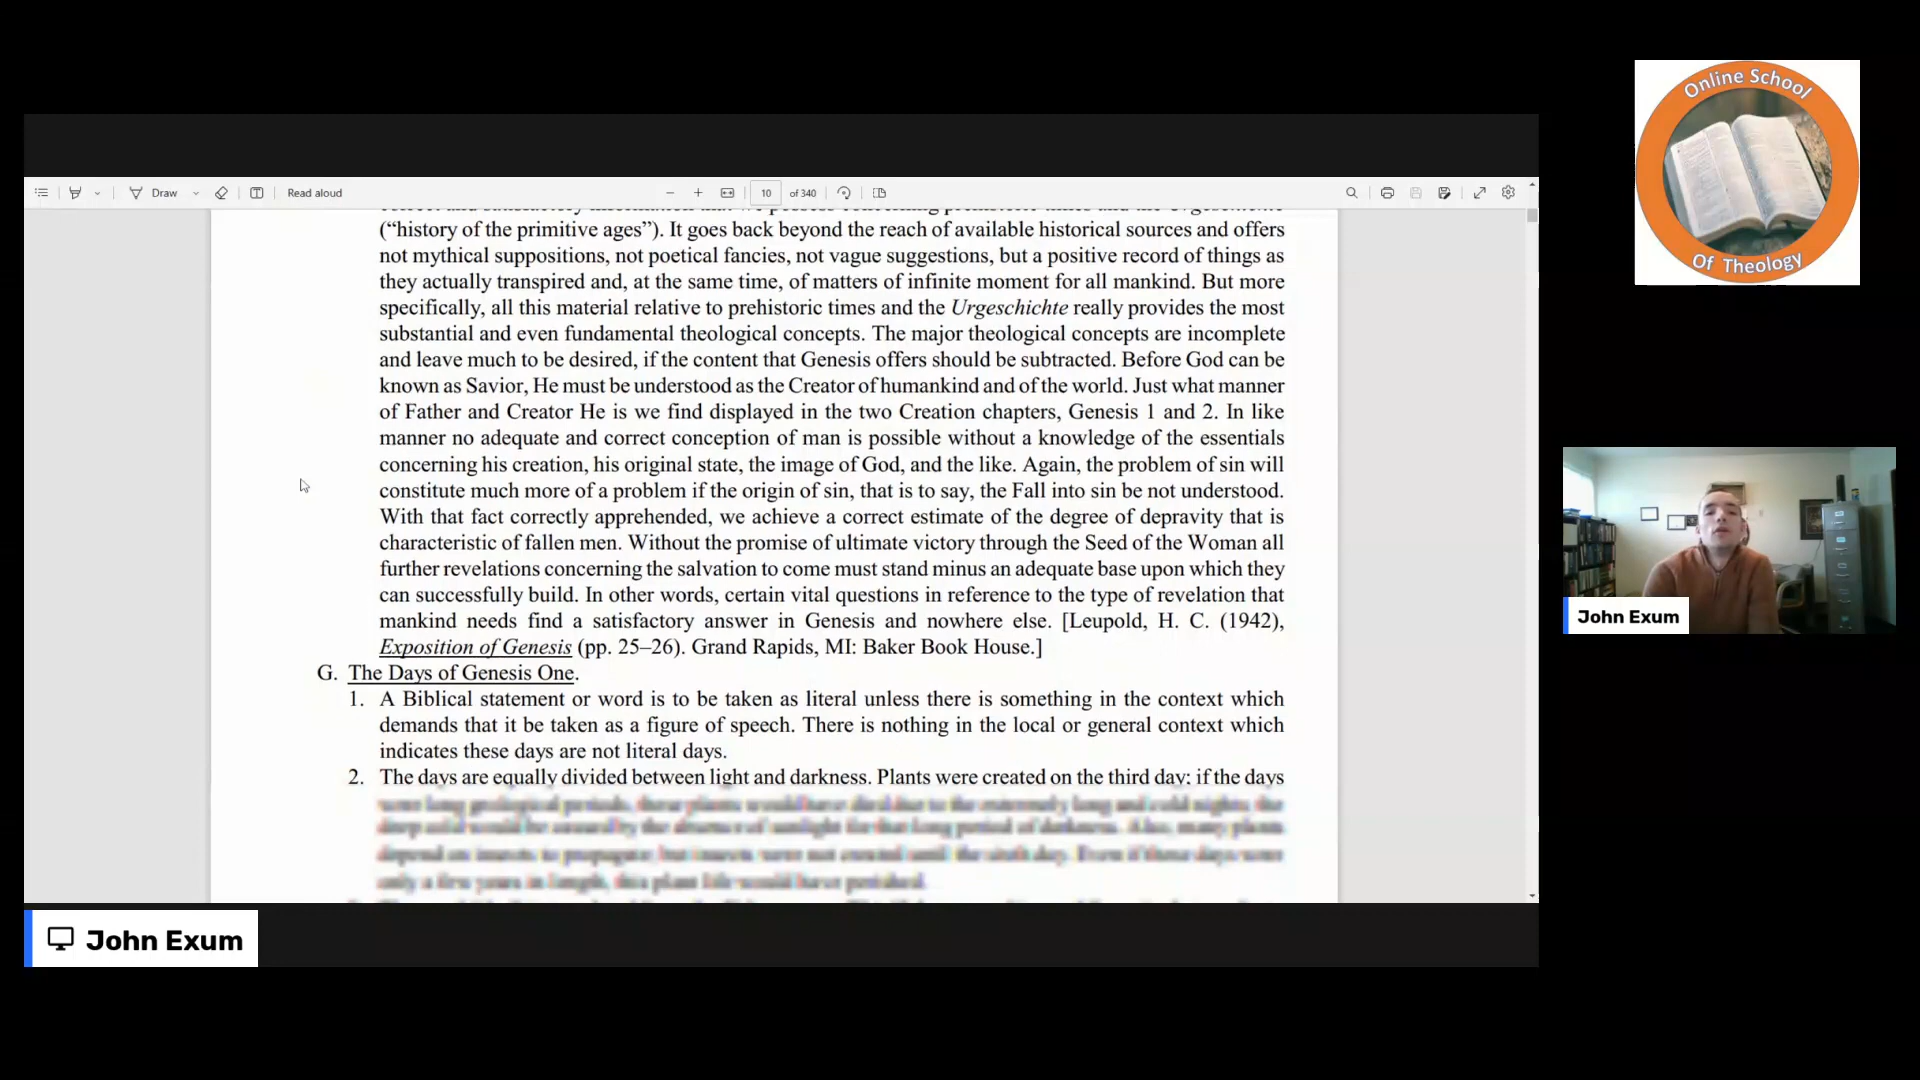 Online School
Of Theology
Draw
Read aloud
10 of 340
("history of the primitive ages"). It goes back beyond the reach of available historical sources and offers
not mythical suppositions, not poetical fancies, not vague suggestions, but a positive record of things as
they actually transpired and, at the same time, of matters of infinite moment for all mankind. But more
specifically, all this material relative to prehistoric times and the Urgeschichte really provides the most
substantial and even fundamental theological concepts. The major theological concepts are incomplete
and leave much to be desired, if the content that Genesis offers should be subtracted. Before God can be
known as Savior, He must be understood as the Creator of humankind and of the world. Just what manner
of Father and Creator He is we find displayed in the two Creation chapters, Genesis 1 and 2. In like
manner no adequate and correct conception of man is possible without a knowledge of the essentials
concerning his creation, his original state, the image of God, and the like. Again, the problem of sin will
constitute much more of a problem if the origin of sin, that is to say, the Fall into sin be not understood.
With that fact correctly apprehended, we achieve a correct estimate of the degree of depravity that is
characteristic of fallen men. Without the promise of ultimate victory through the Seed of the Woman all
further revelations concerning the salvation to come must stand minus an adequate base upon which they
can successfully build. In other words, certain vital questions in reference to the type of revelation that
mankind needs find a satisfactory answer in Genesis and nowhere else. [Leupold, H. C. (1942),
Exposition of Genesis (pp. 25–26). Grand Rapids, MI: Baker Book House.]
G. The Days of Genesis One.
1. A Biblical statement or word is to be taken as literal unless there is something in the context which
demands that it be taken as a figure of speech. There is nothing in the local or general context which
indicates these days are not literal days.
2. The days are equally divided between light and darkness. Plants were created on the third day; if the days
John Exum
John Exum